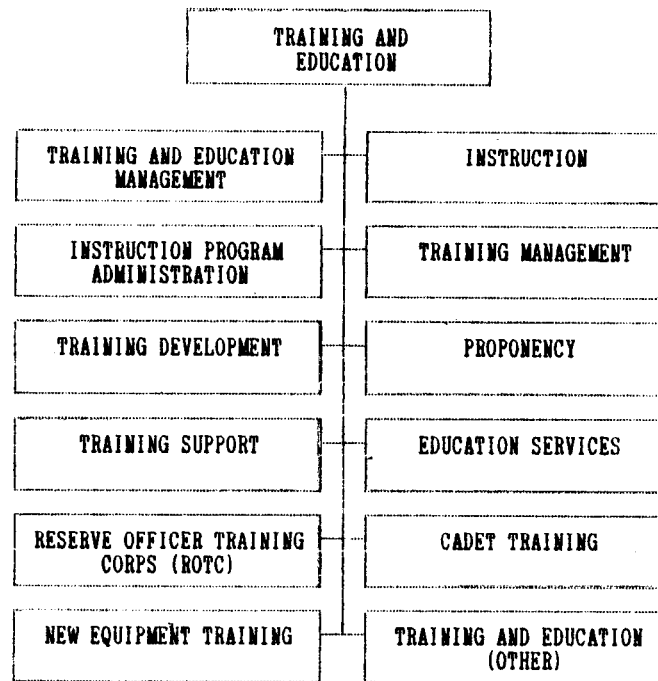 TRAINING AND
EDUCATION
TRAINING AND EDUCATION
MANAGEMENT
INSTRUCTION
INSTRUCTION PROGRAM
ADMINISTRATION
TRAINING MANAGEMENT
TRAINING DEVELOPMENT
PROPONENCY
TRAINING SUPPORT
EDUCATION SERVICES
RESERVE OFFICER TRAINING
CORPS (ROTC)
CADET TRAINING
NEW EQUIPMENT TRAINING
TRAINING AND EDUCATION
(OTHER)